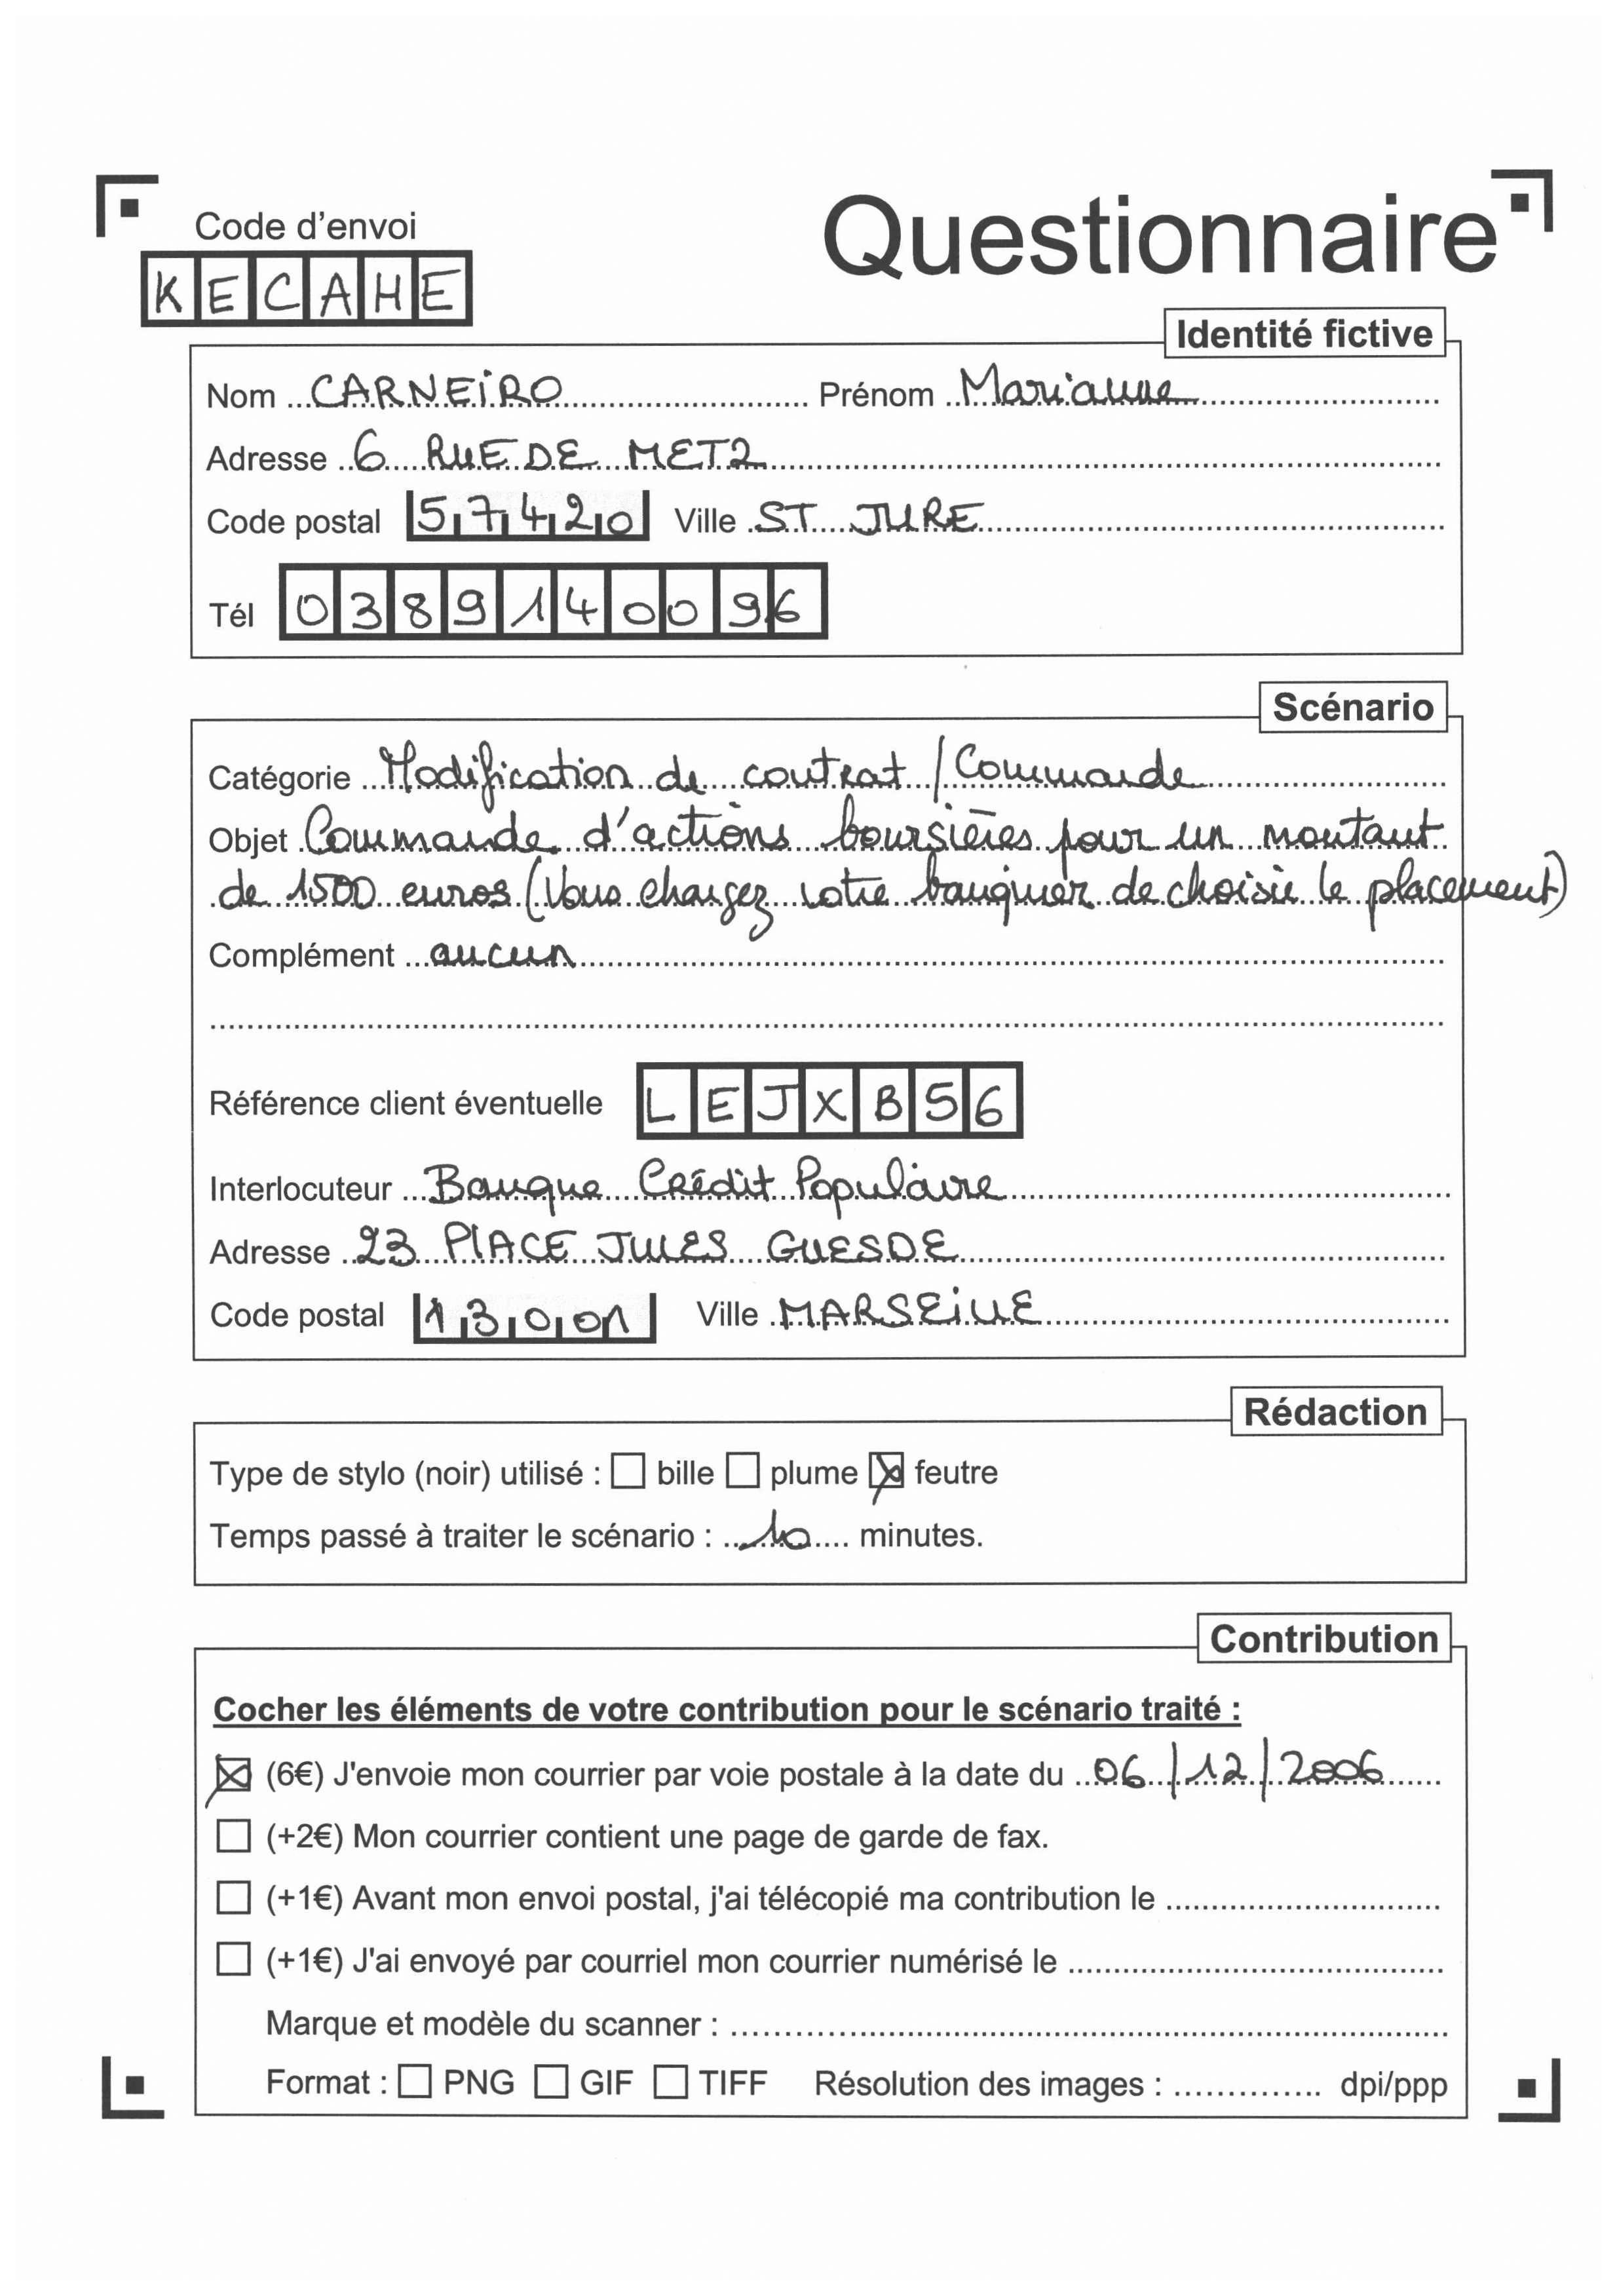 Code d'envoi
Questionnaire
KECAHE
Identité fictive
Nom CARNEiRO Prénom Marianne
Adresse 6 RUE DE METZ
Code postal 57420 Ville ST JURE
Tél 0389140096
Scénario
Catégorie Modification de contrat / Commande
Objet Commande d'actions boursières pour un montant
de 1500 euros (Vous chargez votre banquier de choisir le placement)
Complément aucun
Référence client éventuelle LEJXB56
Interlocuteur Banque Crédit Populaire
Adresse 23 PLACE JULES GUESDE
Code postal 13001 Ville MARSEiLLE
Rédaction
Type de stylo (noir) utilisé : ☐ bille ☐ plume ☒ feutre
Temps passé à traiter le scénario : 10 minutes.
Contribution
Cocher les éléments de votre contribution pour le scénario traité :
☒ (6€) J'envoie mon courrier par voie postale à la date du 06/12/2006
☐ (+2€) Mon courrier contient une page de garde de fax.
☐ (+1€) Avant mon envoi postal, j'ai télécopié ma contribution le
☐ (+1€) J'ai envoyé par courriel mon courrier numérisé le
Marque et modèle du scanner :
Format : ☐ PNG ☐ GIF ☐ TIFF Résolution des images : dpi/ppp